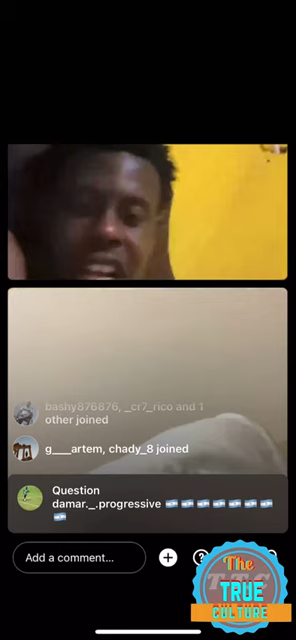 bashy876876, _cr7_rico and 1
other joined
g___artem, chady_8 joined
Question
damar._.progressive
Add a comment...
The
TRUE
CULTURE